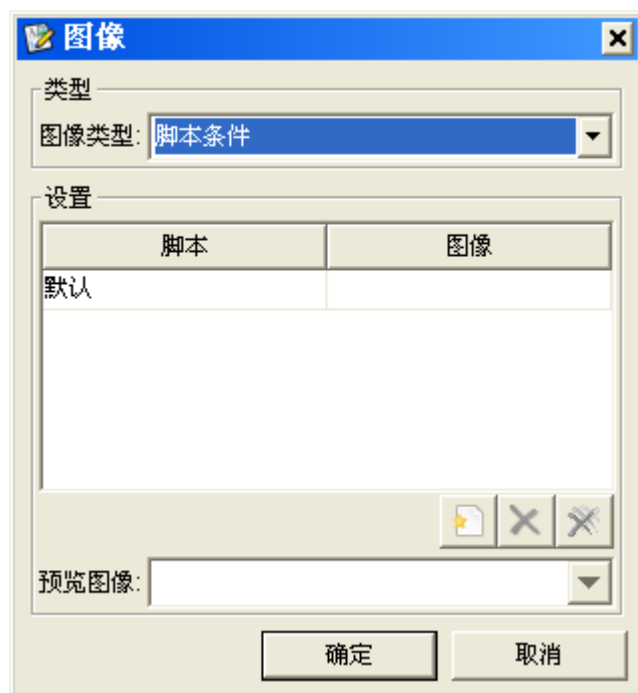 图像
类型
图像类型: 脚本条件
设置
脚本 图像
默认
预览图像:
确定 取消